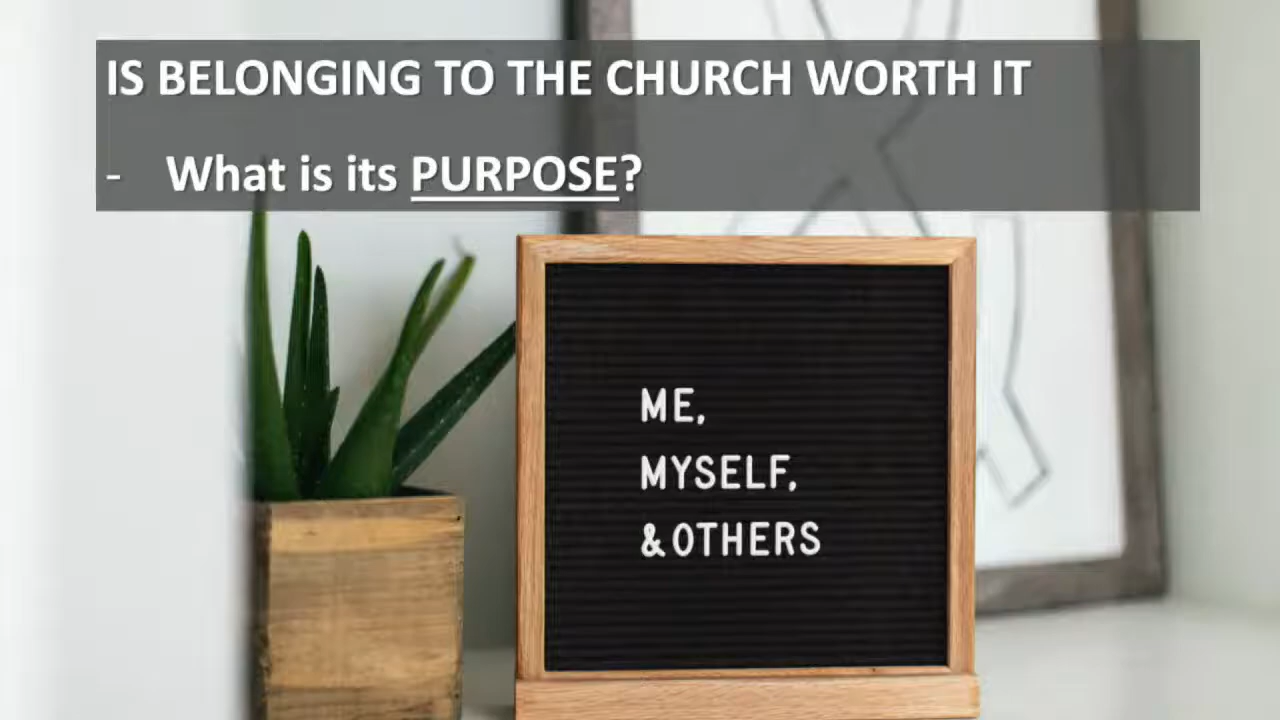 IS BELONGING TO THE CHURCH WORTH IT
- What is its PURPOSE?
ME,
MYSELF,
& OTHERS